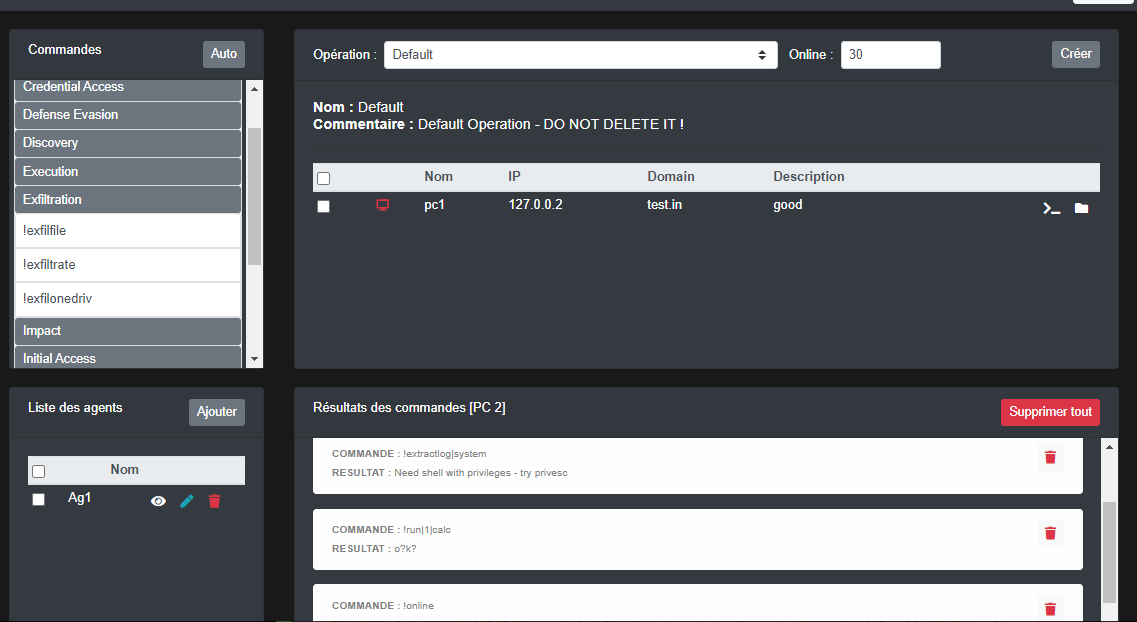 Commandes
Auto
Credential Access
Defense Evasion
Discovery
Execution
Exfiltration
!exfilfile
!exfiltrate
!exfilonedriv
Impact
Initial Access
Opération : Default Online : 30 Créer
Nom : Default
Commentaire : Default Operation - DO NOT DELETE IT !
Nom IP Domain Description
pc1 127.0.0.2 test.in good
Liste des agents
Ajouter
Nom
Ag1
Résultats des commandes [PC 2]
Supprimer tout
COMMANDE : !extractlog|system
RESULTAT : Need shell with privileges - try privesc
COMMANDE : !run|1|calc
RESULTAT : o?k?
COMMANDE : !online